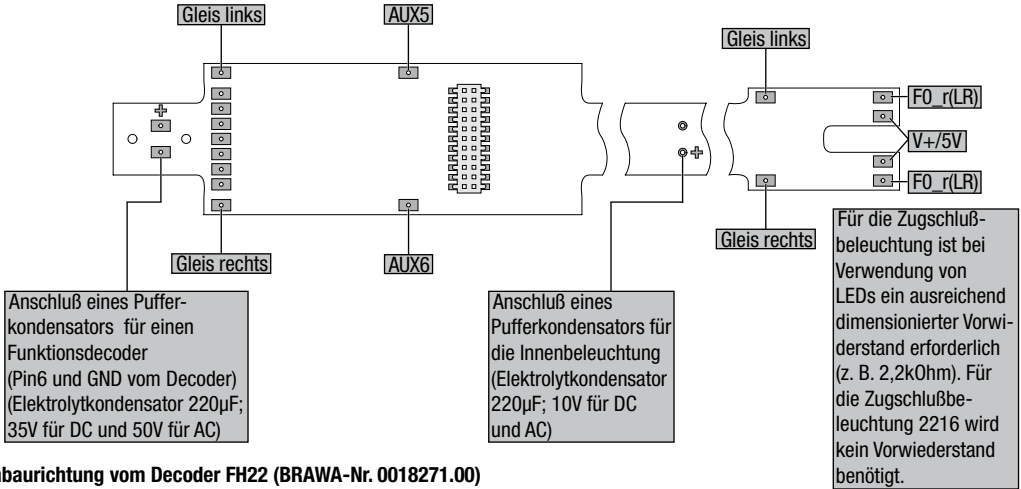 Gleis links
AUX5
Gleis links
F0_r(LR)
V+/5V
F0_r(LR)
Gleis rechts
Gleis rechts
AUX6
Anschluß eines Puffer-
kondensators für einen
Funktionsdecoder
(Pin6 und GND vom Decoder)
(Elektrolytkondensator 220µF;
35V für DC und 50V für AC)
Anschluß eines
Pufferkondensators für
die Innenbeleuchtung
(Elektrolytkondensator
220µF; 10V für DC
und AC)
Für die Zugschluß-
beleuchtung ist bei
Verwendung von
LEDs ein ausreichend
dimensionierter Vorwi-
derstand erforderlich
(z. B. 2,2kOhm). Für
die Zugschlußbe-
leuchtung 2216 wird
kein Vorwiederstand
benötigt.
nbaurichtung vom Decoder FH22 (BRAWA-Nr. 0018271.00)